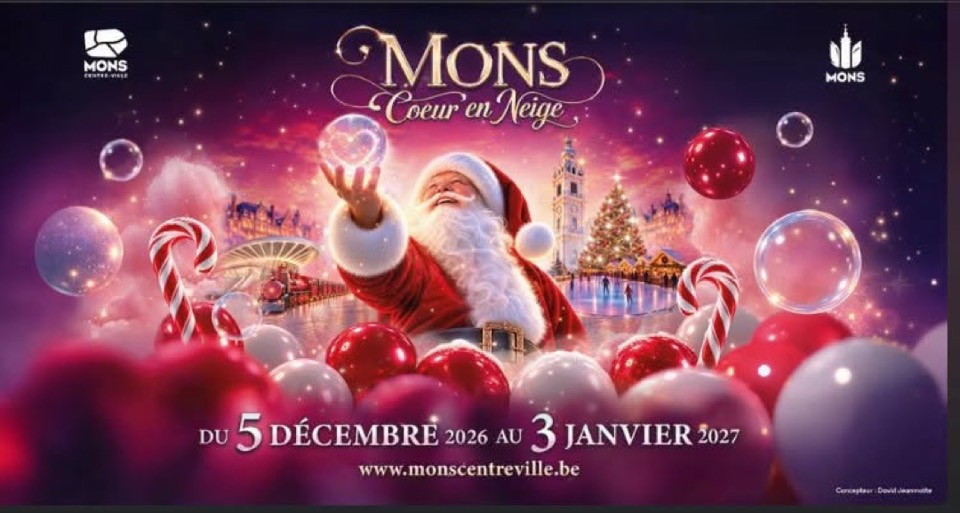 MONS
CENTRE-VILLE
MONS
Coeur en Neige
MONS
DU 5 DÉCEMBRE 2026 AU 3 JANVIER 2027
www.monscentreville.be
Concepteur : David Jeanmotte